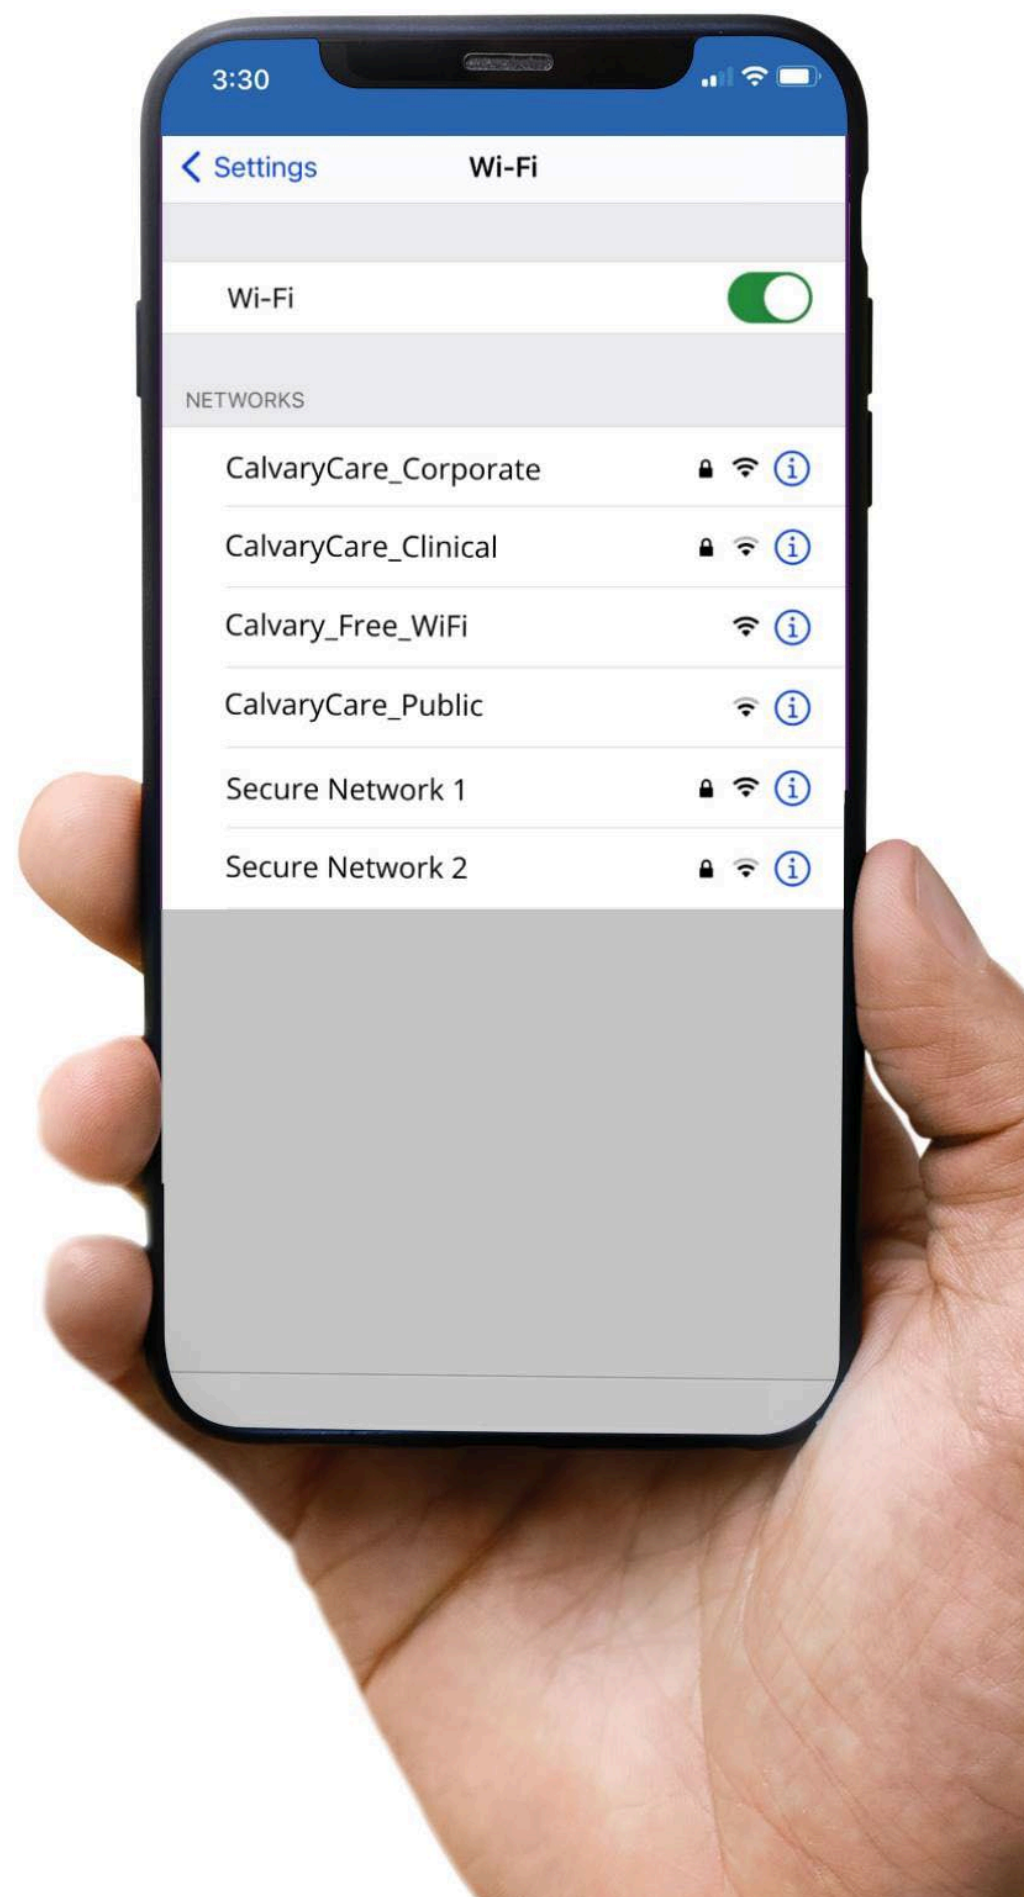 3:30
Settings
Wi-Fi
Wi-Fi
NETWORKS
CalvaryCare_Corporate
CalvaryCare_Clinical
Calvary_Free_WiFi
CalvaryCare_Public
Secure Network 1
Secure Network 2